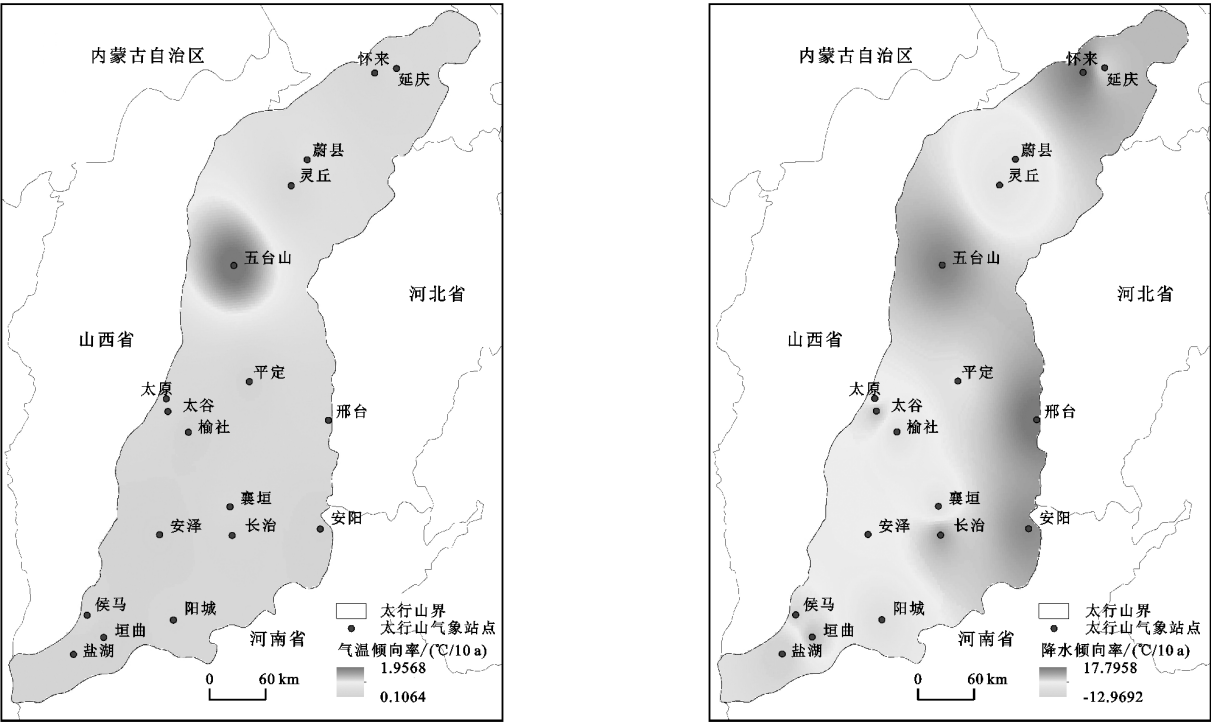 内蒙古自治区
怀来
延庆
蔚县
灵丘
五台山
河北省
山西省
平定
太原
太谷
邢台
榆社
襄垣
安阳
安泽
长治
侯马
阳城
垣曲
盐湖
河南省
太行山界
太行山气象站点
气温倾向率/(℃/10 a)
1.9568
0.1064
0 60 km
内蒙古自治区
怀来
延庆
蔚县
灵丘
五台山
河北省
山西省
平定
太原
太谷
邢台
榆社
襄垣
安阳
安泽
长治
侯马
阳城
垣曲
盐湖
河南省
太行山界
太行山气象站点
降水倾向率/(℃/10 a)
17.7958
-12.9692
0 60 km